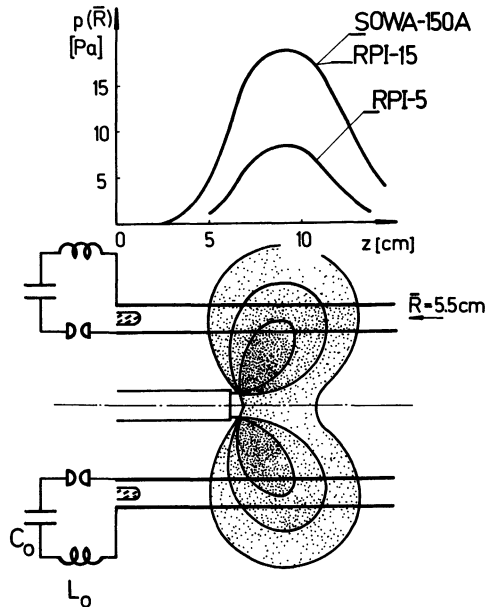 p(R̄)
[Pa]
SOWA-150A
RPI-15
RPI-5
15
10
5
0
5
10
z [cm]
R̄=5.5cm
C₀
L₀